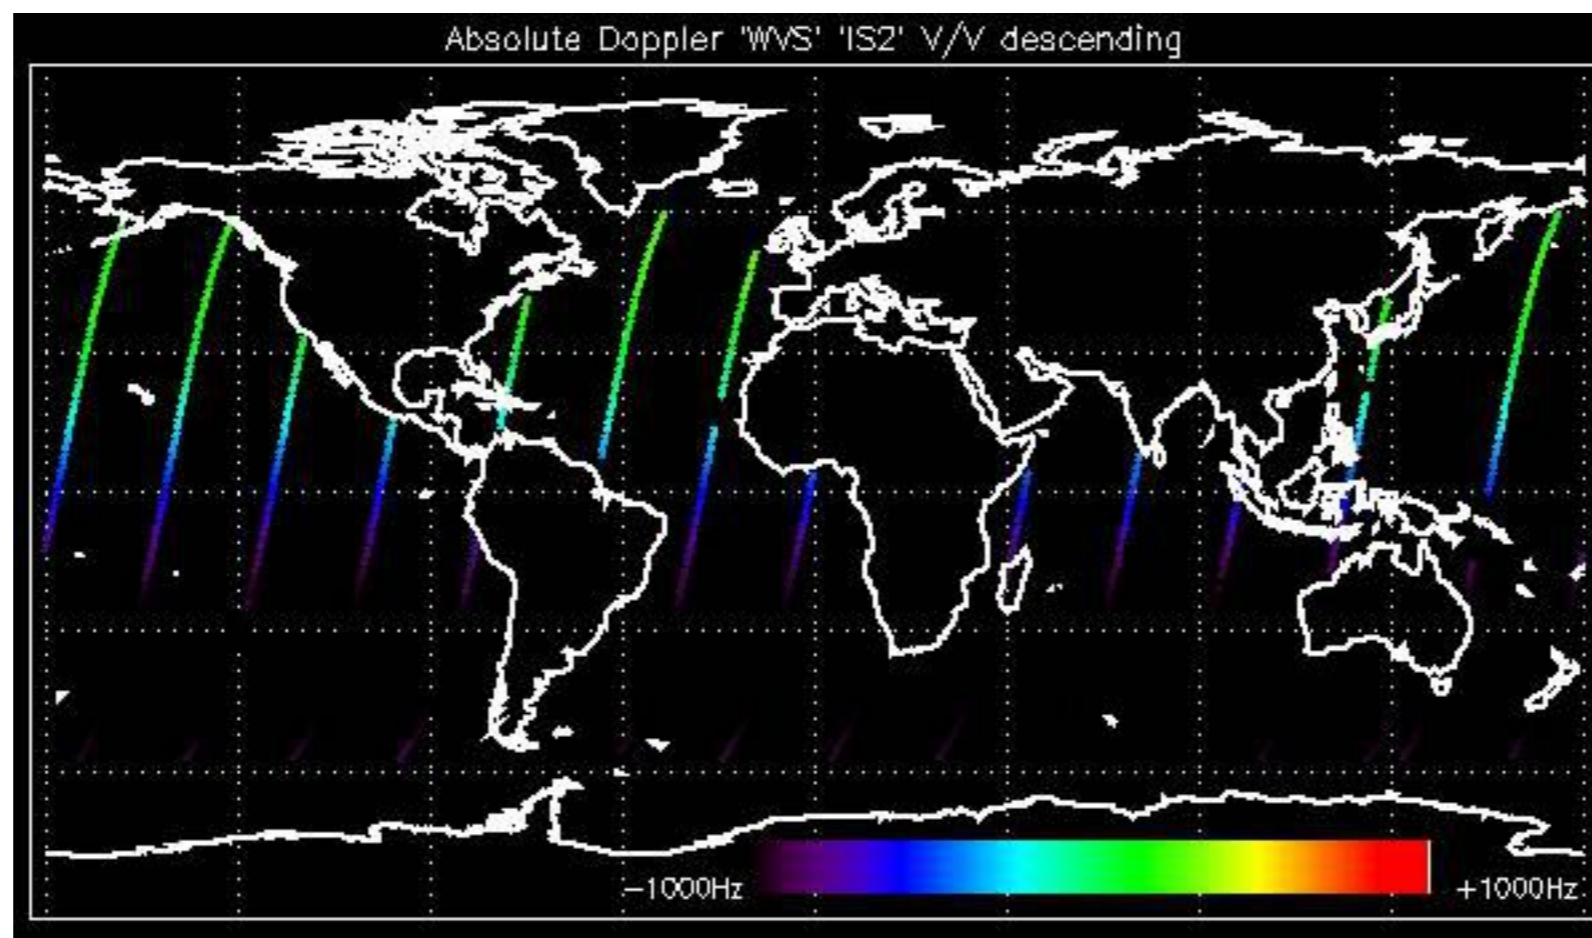 Absolute Doppler 'WVS' 'IS2' V/V descending
−1000Hz +1000Hz